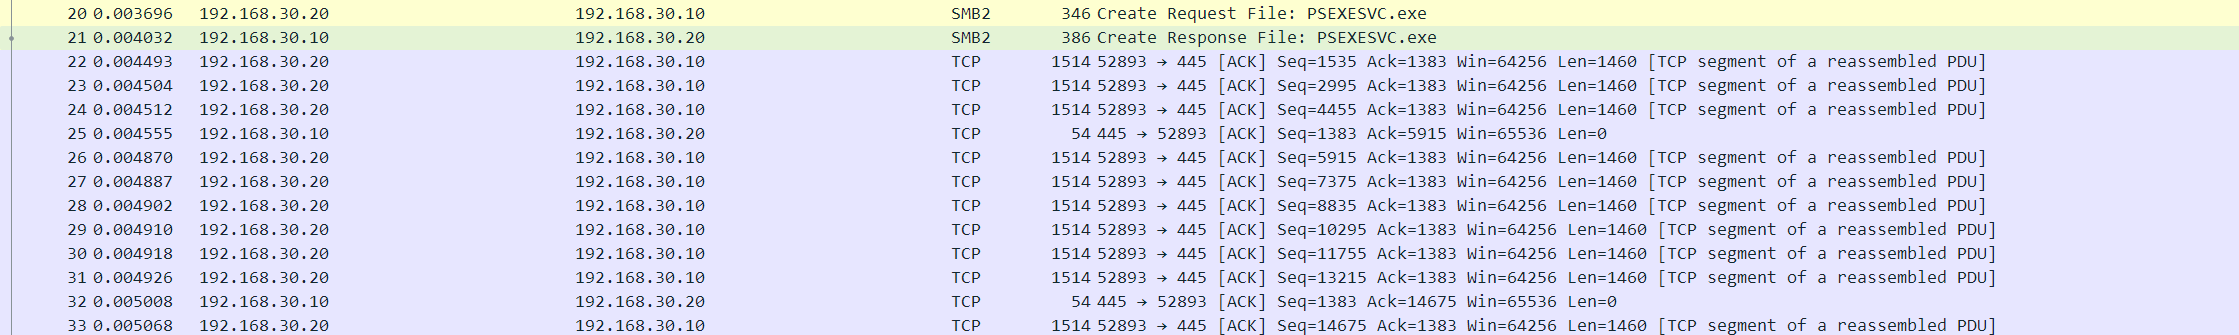 20 0.003696 192.168.30.20 192.168.30.10 SMB2 346 Create Request File: PSEXESVC.exe
21 0.004032 192.168.30.10 192.168.30.20 SMB2 386 Create Response File: PSEXESVC.exe
22 0.004493 192.168.30.20 192.168.30.10 TCP 1514 52893 → 445 [ACK] Seq=1535 Ack=1383 Win=64256 Len=1460 [TCP segment of a reassembled PDU]
23 0.004504 192.168.30.20 192.168.30.10 TCP 1514 52893 → 445 [ACK] Seq=2995 Ack=1383 Win=64256 Len=1460 [TCP segment of a reassembled PDU]
24 0.004512 192.168.30.20 192.168.30.10 TCP 1514 52893 → 445 [ACK] Seq=4455 Ack=1383 Win=64256 Len=1460 [TCP segment of a reassembled PDU]
25 0.004555 192.168.30.10 192.168.30.20 TCP 54 445 → 52893 [ACK] Seq=1383 Ack=5915 Win=65536 Len=0
26 0.004870 192.168.30.20 192.168.30.10 TCP 1514 52893 → 445 [ACK] Seq=5915 Ack=1383 Win=64256 Len=1460 [TCP segment of a reassembled PDU]
27 0.004887 192.168.30.20 192.168.30.10 TCP 1514 52893 → 445 [ACK] Seq=7375 Ack=1383 Win=64256 Len=1460 [TCP segment of a reassembled PDU]
28 0.004902 192.168.30.20 192.168.30.10 TCP 1514 52893 → 445 [ACK] Seq=8835 Ack=1383 Win=64256 Len=1460 [TCP segment of a reassembled PDU]
29 0.004910 192.168.30.20 192.168.30.10 TCP 1514 52893 → 445 [ACK] Seq=10295 Ack=1383 Win=64256 Len=1460 [TCP segment of a reassembled PDU]
30 0.004918 192.168.30.20 192.168.30.10 TCP 1514 52893 → 445 [ACK] Seq=11755 Ack=1383 Win=64256 Len=1460 [TCP segment of a reassembled PDU]
31 0.004926 192.168.30.20 192.168.30.10 TCP 1514 52893 → 445 [ACK] Seq=13215 Ack=1383 Win=64256 Len=1460 [TCP segment of a reassembled PDU]
32 0.005008 192.168.30.10 192.168.30.20 TCP 54 445 → 52893 [ACK] Seq=1383 Ack=14675 Win=65536 Len=0
33 0.005068 192.168.30.20 192.168.30.10 TCP 1514 52893 → 445 [ACK] Seq=14675 Ack=1383 Win=64256 Len=1460 [TCP segment of a reassembled PDU]